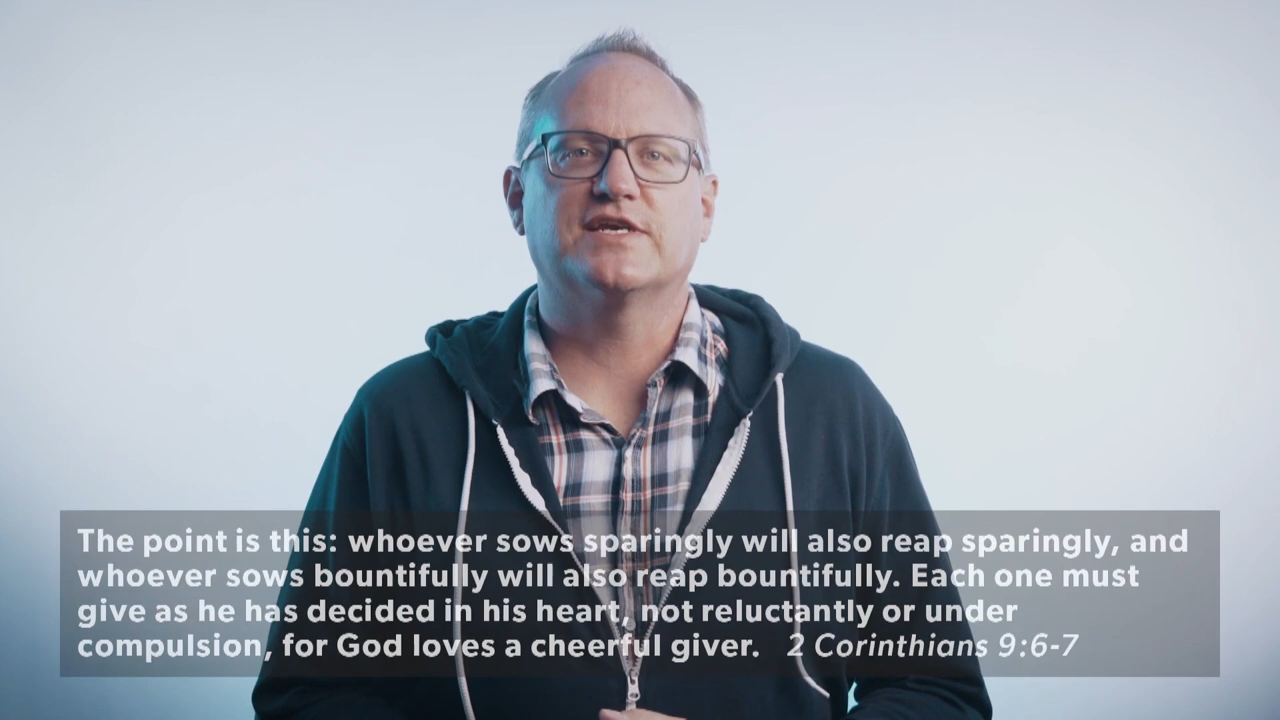 The point is this: whoever sows sparingly will also reap sparingly, and
whoever sows bountifully will also reap bountifully. Each one must
give as he has decided in his heart, not reluctantly or under
compulsion, for God loves a cheerful giver. 2 Corinthians 9:6-7